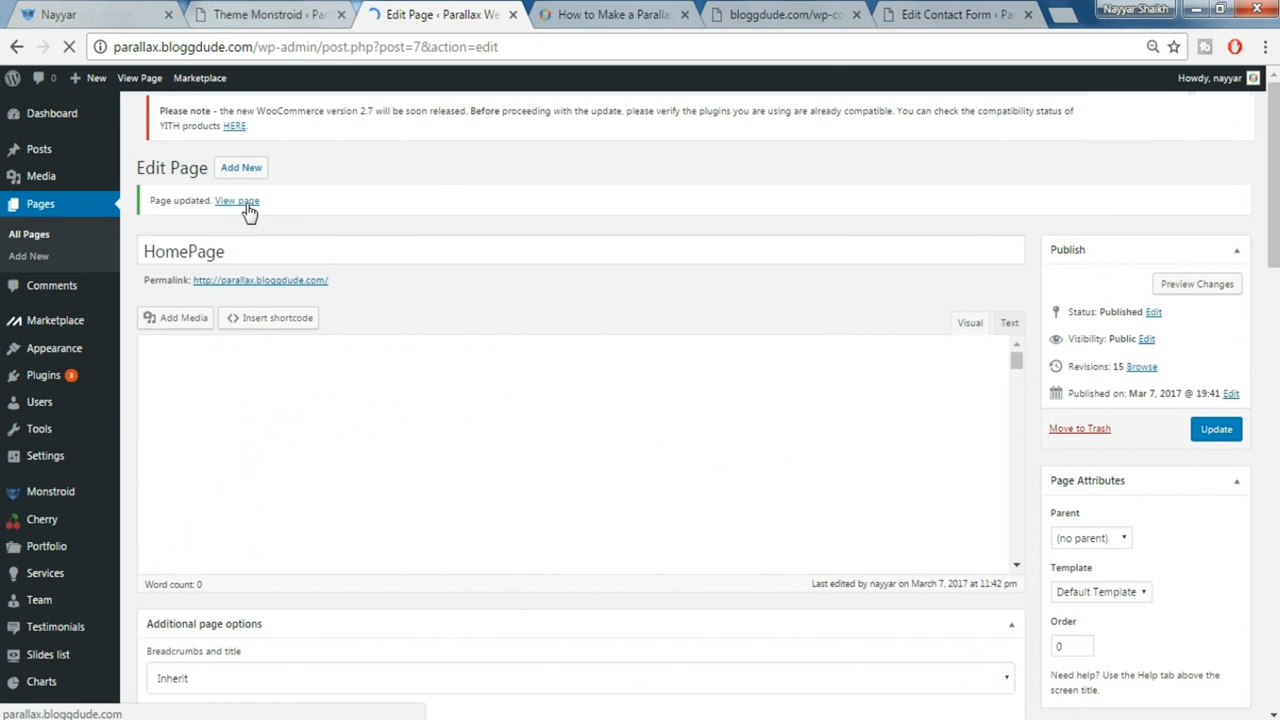 Nayyar
Theme Monstroid ‹ Pa
Edit Page ‹ Parallax We
How to Make a Paralla
bloggdude.com/wp-co
Edit Contact Form ‹ Pa
Nayyar Shaikh
parallax.bloggdude.com/wp-admin/post.php?post=7&action=edit
0
New
View Page
Marketplace
Howdy, nayyar
Please note - the new WooCommerce version 2.7 will be soon released. Before proceeding with the update, please verify the plugins you are using are already compatible. You can check the compatibility status of
YITH products HERE.
Edit Page
Add New
Page updated. View page
HomePage
Permalink: http://parallax.bloggdude.com/
Add Media
Insert shortcode
Visual
Text
Word count: 0
Last edited by nayyar on March 7, 2017 at 11:42 pm
Additional page options
Breadcrumbs and title
Inherit
Dashboard
Posts
Media
Pages
All Pages
Add New
Comments
Marketplace
Appearance
Plugins 3
Users
Tools
Settings
Monstroid
Cherry
Portfolio
Services
Team
Testimonials
Slides list
Charts
Publish
Preview Changes
Status: Published Edit
Visibility: Public Edit
Revisions: 15 Browse
Published on: Mar 7, 2017 @ 19:41 Edit
Move to Trash
Update
Page Attributes
Parent
(no parent)
Template
Default Template
Order
0
Need help? Use the Help tab above the
screen title.
parallax.bloggdude.com